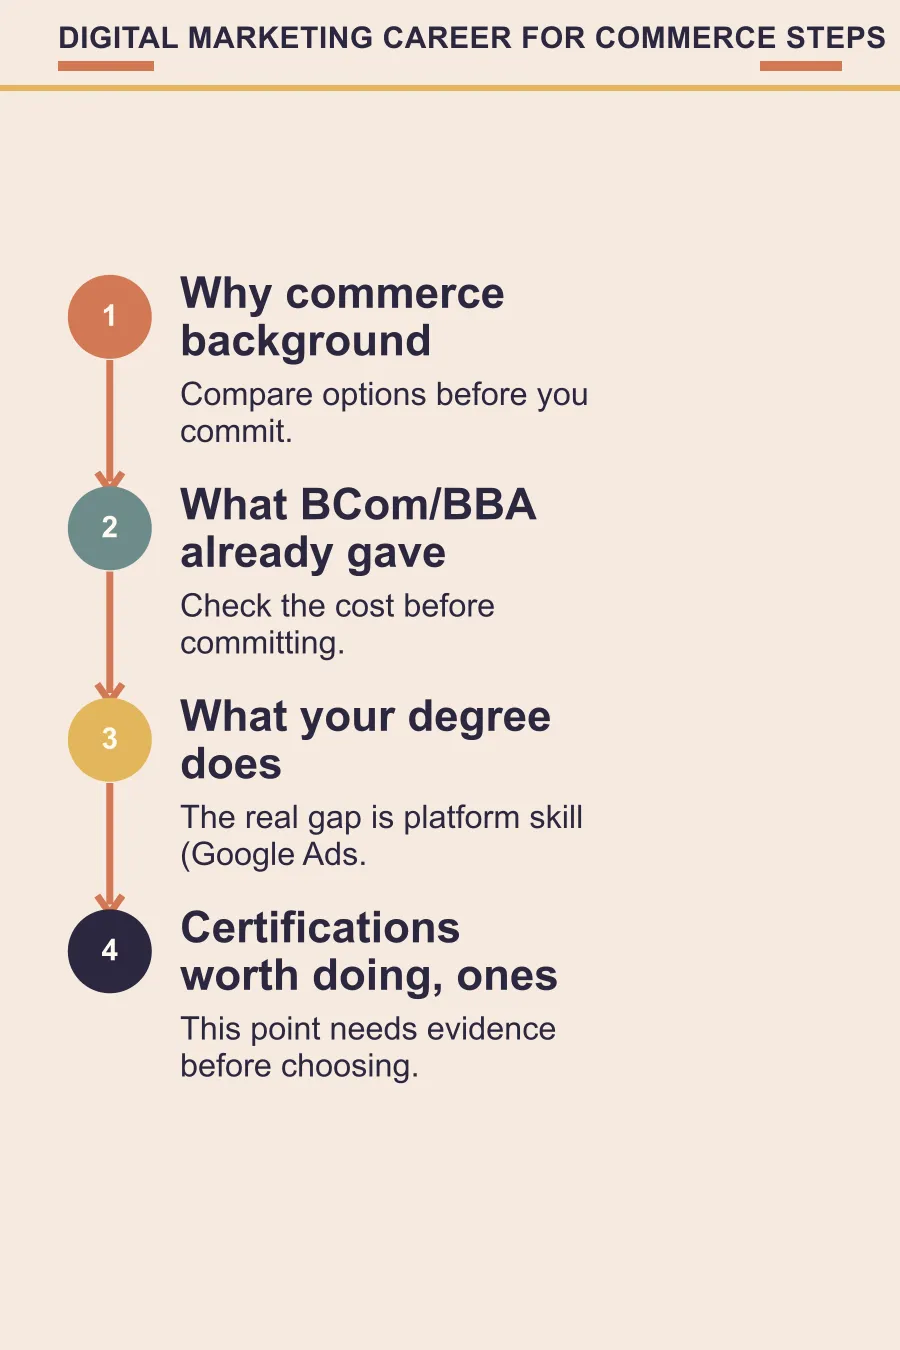 DIGITAL MARKETING CAREER FOR COMMERCE STEPS
1
Why commerce
background
Compare options before you
commit.
2
What BCom/BBA
already gave
Check the cost before
committing.
3
What your degree
does
The real gap is platform skill
(Google Ads.
4
Certifications
worth doing, ones
This point needs evidence
before choosing.